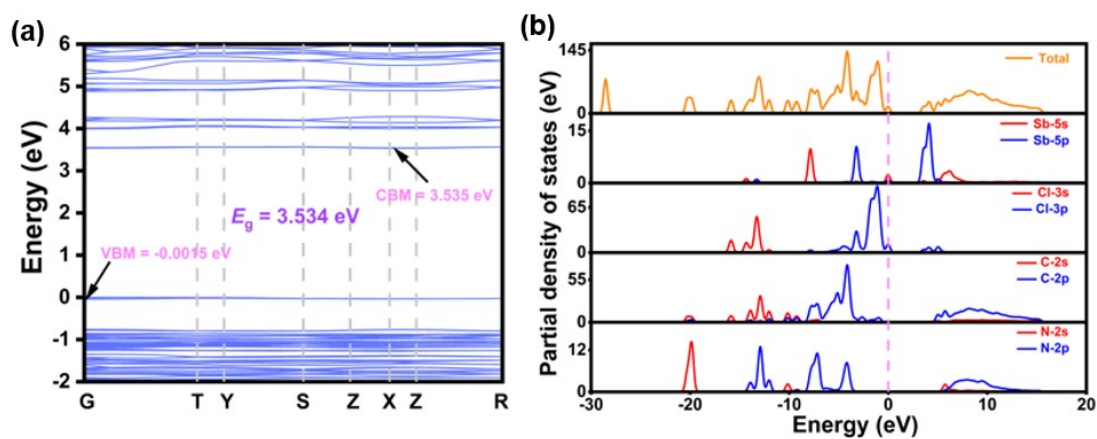 (a)
6
5
4
3
2
1
0
-1
-2
Energy (eV)
VBM = -0.0015 eV
Eg = 3.534 eV
CBM = 3.535 eV
G T Y S Z X Z R
(b)
Partial density of states (eV)
145
0
Total
15
0
Sb-5s
Sb-5p
65
0
Cl-3s
Cl-3p
55
0
C-2s
C-2p
12
0
N-2s
N-2p
-30 -20 -10 0 10 20
Energy (eV)